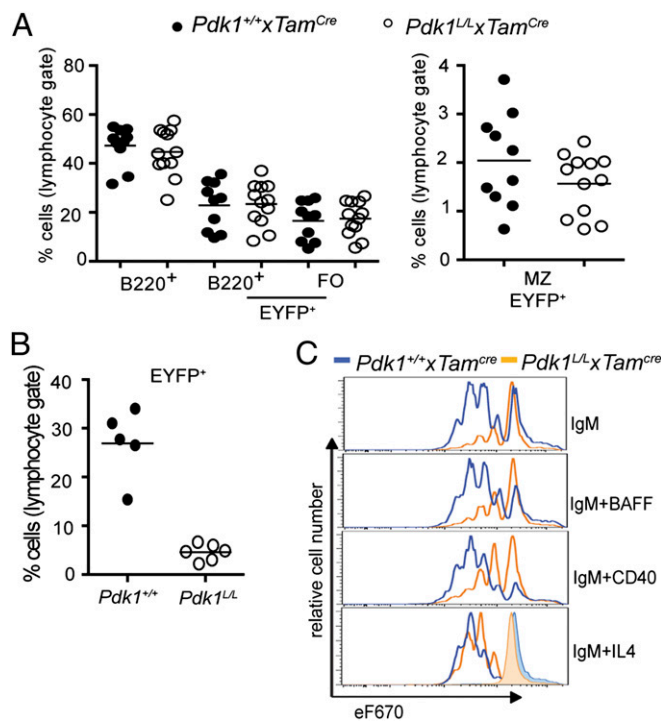 A
● Pdk1+/+xTamCre ○ Pdk1L/LxTamCre
% cells (lymphocyte gate)
80
60
40
20
0
B220+ B220+ FO
EYFP+
% cells (lymphocyte gate)
4
3
2
1
0
MZ
EYFP+
B
EYFP+
% cells (lymphocyte gate)
40
30
20
10
0
Pdk1+/+ Pdk1L/L
C
Pdk1+/+xTamcre Pdk1L/LxTamcre
relative cell number
IgM
IgM+BAFF
IgM+CD40
IgM+IL4
eF670